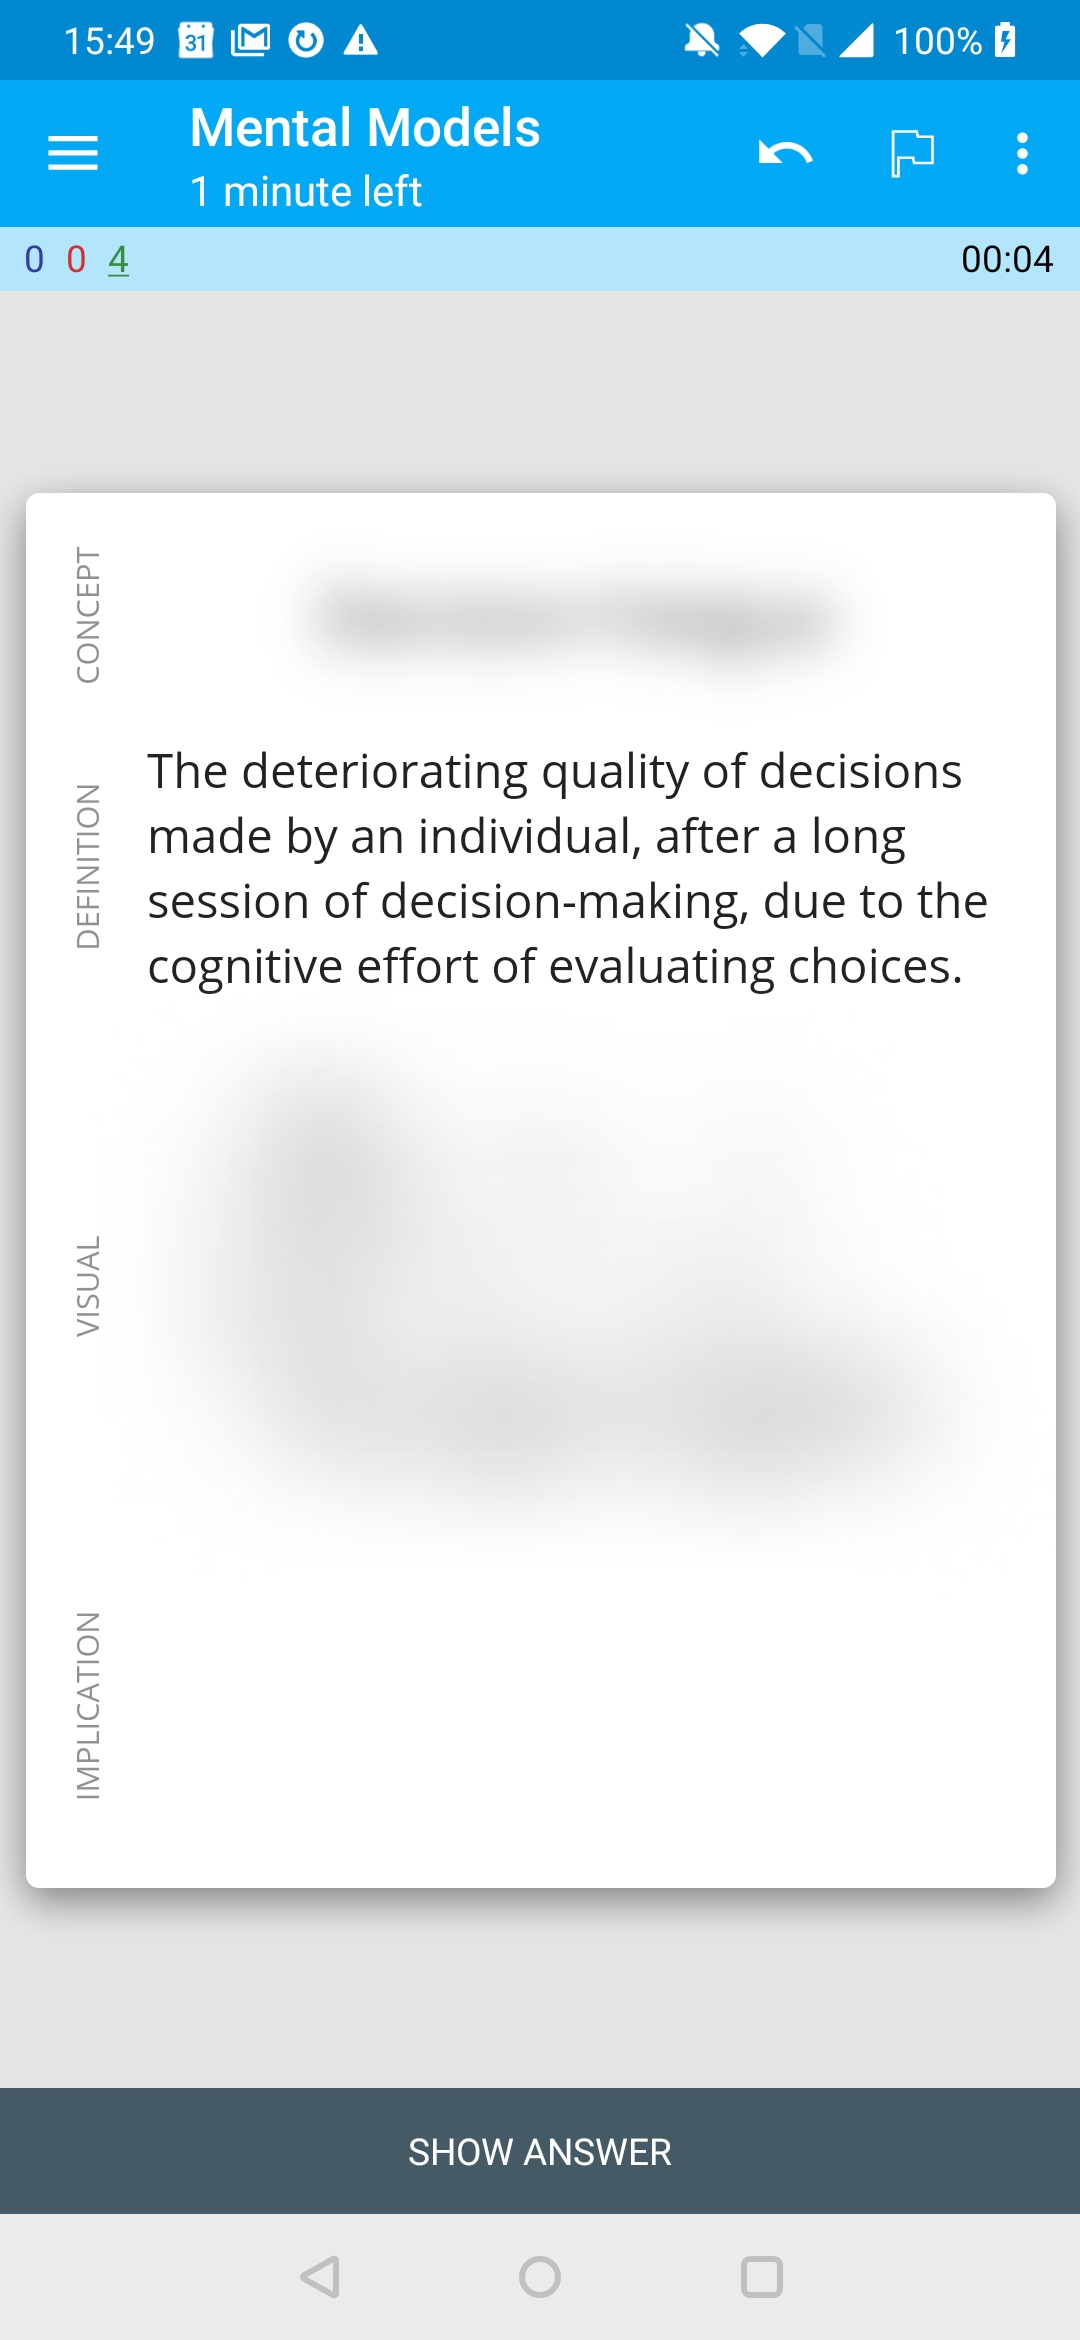 15:49 31 100%
Mental Models
1 minute left
0 0 4 00:04
CONCEPT
DEFINITION
The deteriorating quality of decisions
made by an individual, after a long
session of decision-making, due to the
cognitive effort of evaluating choices.
VISUAL
IMPLICATION
SHOW ANSWER